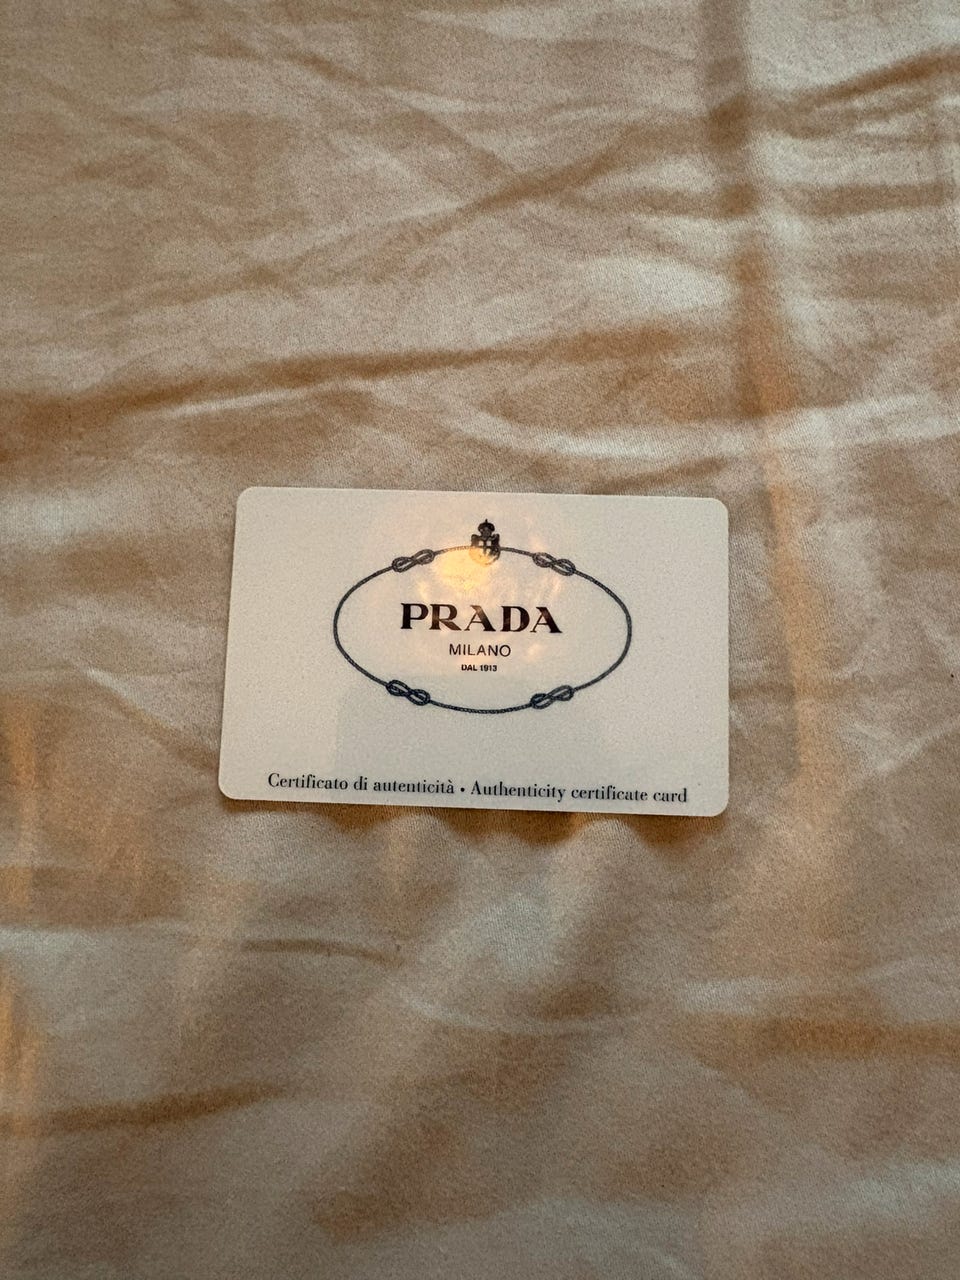 PRADA
MILANO
DAL 1913
Certificato di autenticità • Authenticity certificate card